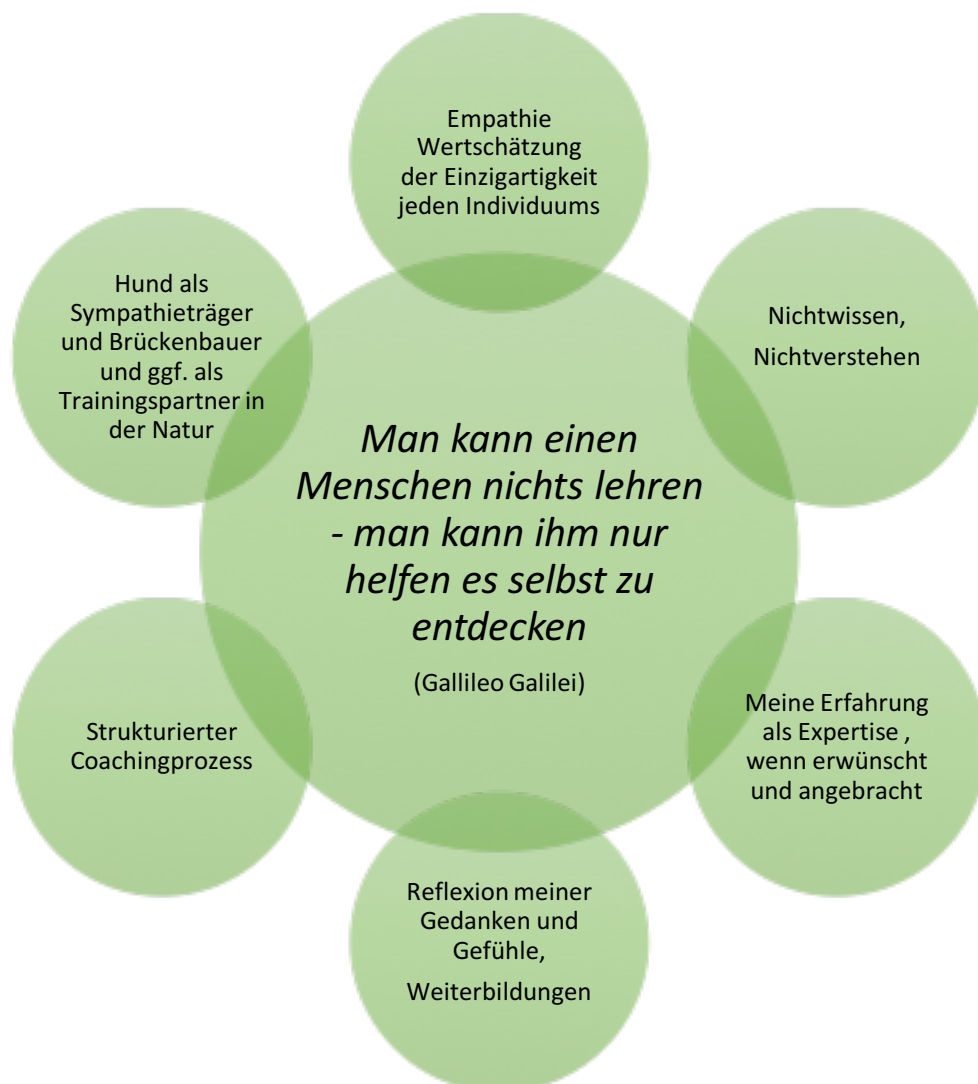 Empathie
Wertschätzung
der Einzigartigkeit
jeden Individuums
Nichtwissen,
Nichtverstehen
Meine Erfahrung
als Expertise ,
wenn erwünscht
und angebracht
Reflexion meiner
Gedanken und
Gefühle,
Weiterbildungen
Strukturierter
Coachingprozess
Hund als
Sympathieträger
und Brückenbauer
und ggf. als
Trainingspartner in
der Natur
Man kann einen
Menschen nichts lehren
- man kann ihm nur
helfen es selbst zu
entdecken
(Gallileo Galilei)